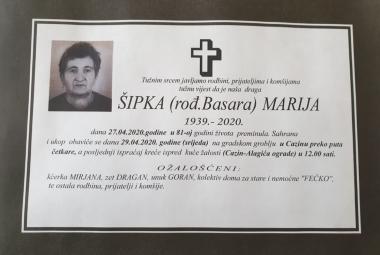 Tužnim srcem javljamo rodbini, prijateljima i komšijama
tužnu vijest da je naša draga
ŠIPKA (rođ.Basara) MARIJA
1939.- 2020.
dana 27.04.2020.godine u 81-oj godini života preminula. Sahrana
i ukop obaviće se dana 29.04.2020. godine (srijeda) na gradskom groblju u Cazinu preko puta
četkare, a posljednji ispraćaj kreće ispred kuće žalosti (Cazin-Alagića ograde) u 12.00 sati.
OŽALOŠĆENI:
kćerka MIRJANA, zet DRAGAN, unuk GORAN, kolektiv doma za stare i nemoćne "FEĆKO",
te ostala rodbina, prijatelji i komšije.